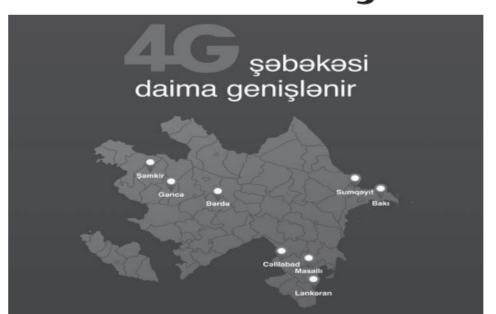 4G şəbəkəsi
daima genişlənir
Şəmkir
Gəncə
Bərdə
Sumqayıt
Bakı
Cəlilabad
Masallı
Lənkəran